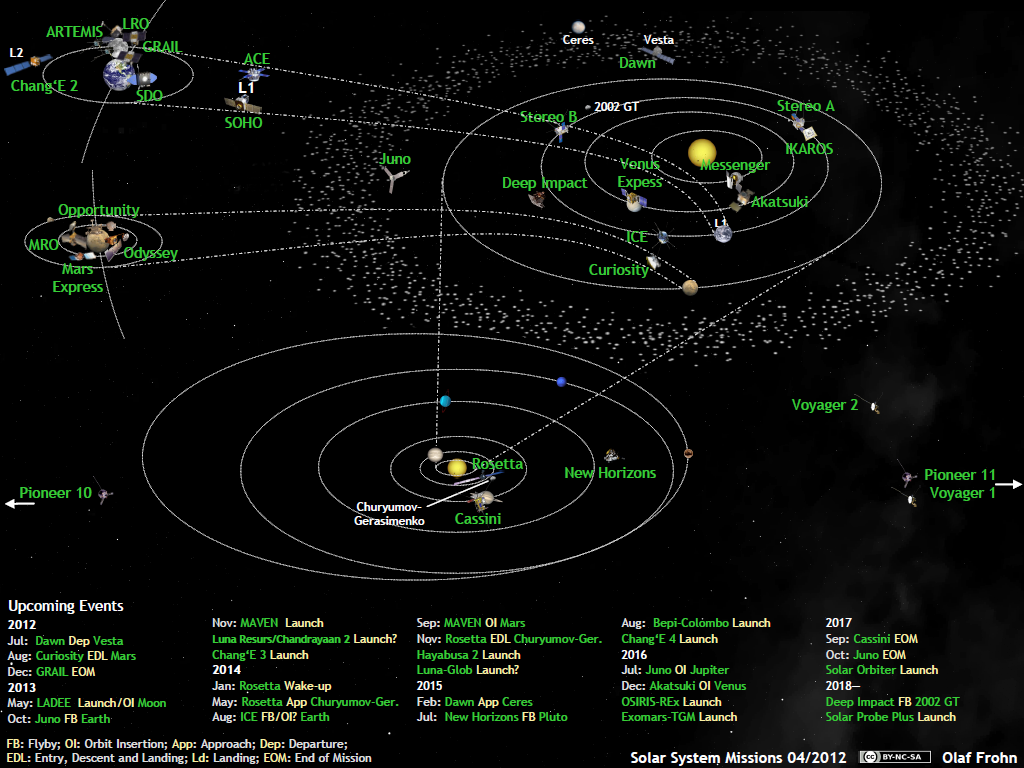 LRO
ARTEMIS
GRAIL
L2
Chang'E 2
SDO
ACE
L1
SOHO
Ceres
Vesta
Dawn
2002 GT
Stereo B
Stereo A
IKAROS
Juno
Venus
Expess
Messenger
Deep Impact
Akatsuki
L1
ICE
Curiosity
Opportunity
MRO
Odyssey
Mars
Express
Voyager 2
Rosetta
New Horizons
Pioneer 10
Pioneer 11
Voyager 1
Churyumov-
Gerasimenko
Cassini
Upcoming Events
2012
Jul: Dawn Dep Vesta
Aug: Curiosity EDL Mars
Dec: GRAIL EOM
2013
May: LADEE Launch/OI Moon
Oct: Juno FB Earth
Nov: MAVEN Launch
Luna Resurs/Chandrayaan 2 Launch?
Chang'E 3 Launch
2014
Jan: Rosetta Wake-up
May: Rosetta App Churyumov-Ger.
Aug: ICE FB/OI? Earth
Sep: MAVEN OI Mars
Nov: Rosetta EDL Churyumov-Ger.
Hayabusa 2 Launch
Luna-Glob Launch?
2015
Feb: Dawn App Ceres
Jul: New Horizons FB Pluto
Aug: Bepi-Colombo Launch
Chang'E 4 Launch
2016
Jul: Juno OI Jupiter
Dec: Akatsuki OI Venus
OSIRIS-REx Launch
Exomars-TGM Launch
2017
Sep: Cassini EOM
Oct: Juno EOM
Solar Orbiter Launch
2018—
Deep Impact FB 2002 GT
Solar Probe Plus Launch
FB: Flyby; OI: Orbit Insertion; App: Approach; Dep: Departure;
EDL: Entry, Descent and Landing; Ld: Landing; EOM: End of Mission
Solar System Missions 04/2012 cc BY-NC-SA Olaf Frohn